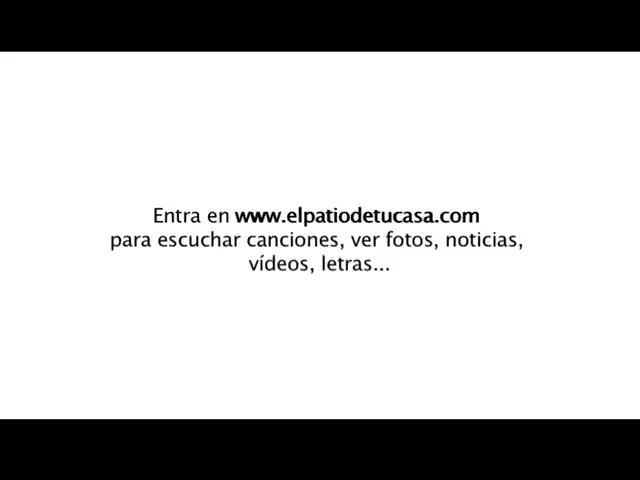 Entra en www.elpatiodetucasa.com
para escuchar canciones, ver fotos, noticias,
vídeos, letras...